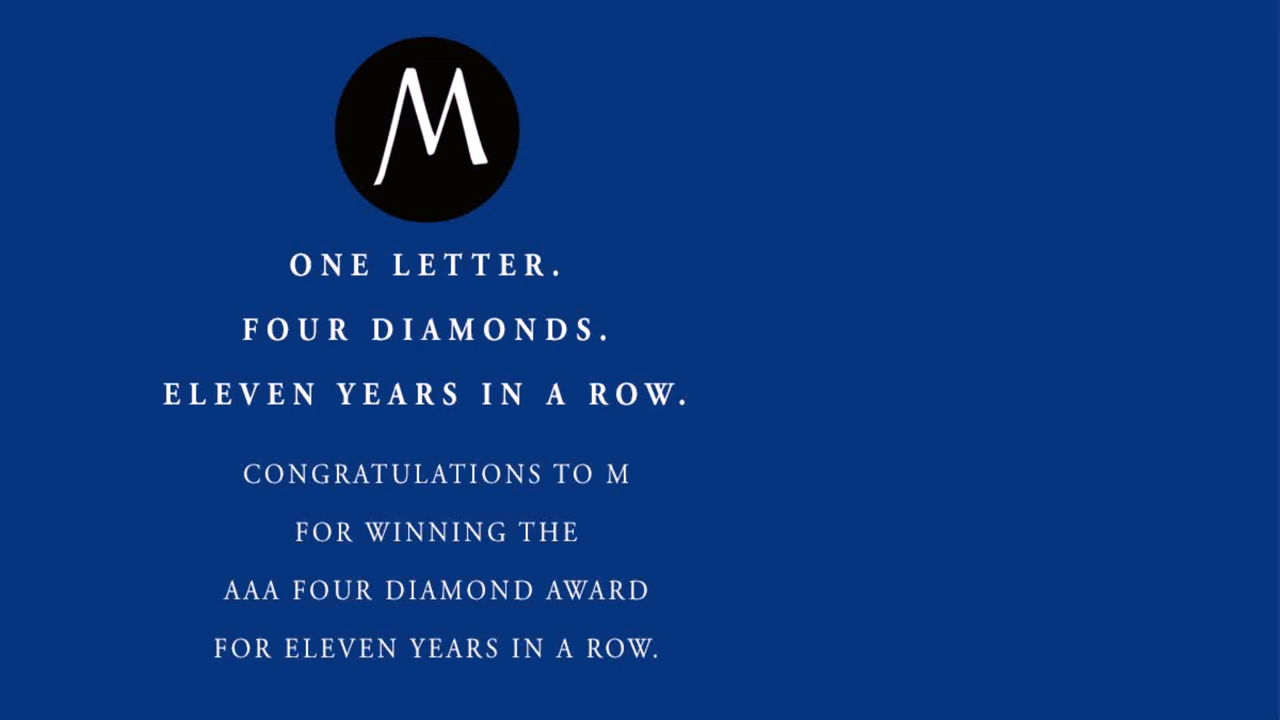 M
ONE LETTER.
FOUR DIAMONDS.
ELEVEN YEARS IN A ROW.
CONGRATULATIONS TO M
FOR WINNING THE
AAA FOUR DIAMOND AWARD
FOR ELEVEN YEARS IN A ROW.